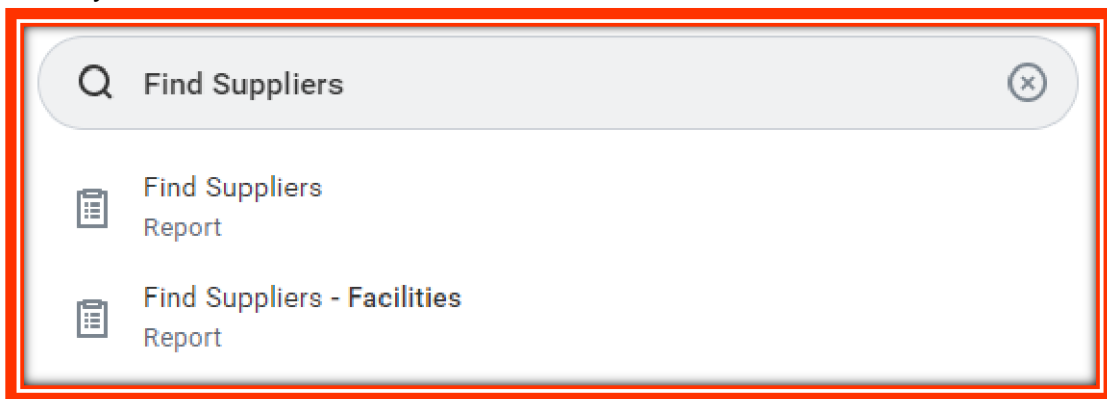 Find Suppliers
Find Suppliers
Report
Find Suppliers - Facilities
Report